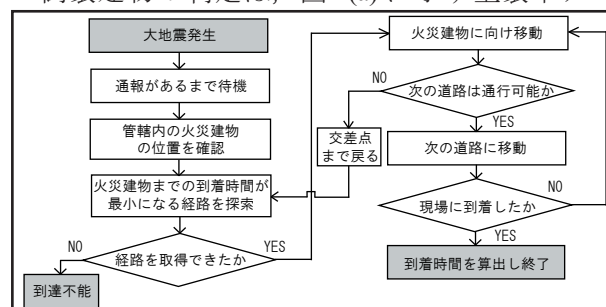 大地震発生
通報があるまで待機
管轄内の火災建物
の位置を確認
火災建物までの到着時間が
最小になる経路を探索
経路を取得できたか
NO
YES
到達不能
火災建物に向け移動
次の道路は通行可能か
NO
YES
交差点
まで戻る
次の道路に移動
現場に到着したか
NO
YES
到着時間を算出し終了